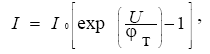 I = I₀[exp(U/φ_T) − 1],